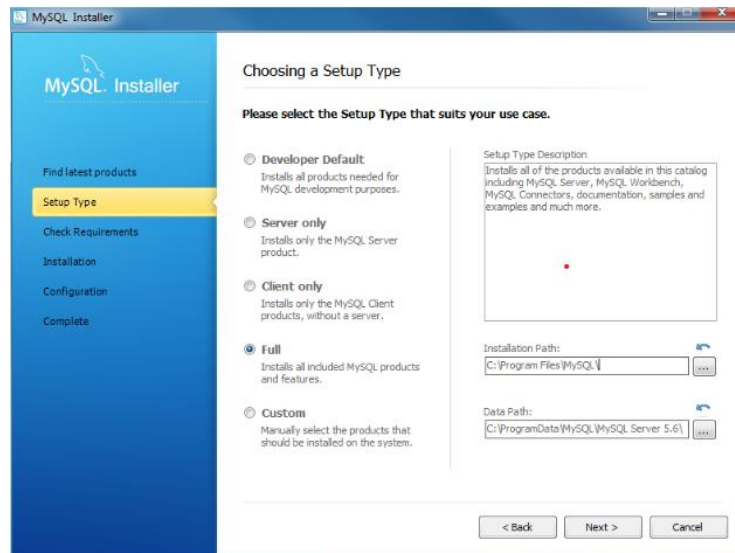 MySQL Installer
MySQL. Installer
Choosing a Setup Type
Please select the Setup Type that suits your use case.
Find latest products
Setup Type
Check Requirements
Installation
Configuration
Complete
Developer Default
Installs all products needed for
MySQL development purposes.
Server only
Installs only the MySQL Server
product.
Client only
Installs only the MySQL Client
products, without a server.
Full
Installs all included MySQL products
and features.
Custom
Manually select the products that
should be installed on the system.
Setup Type Description
Installs all of the products available in this catalog
including MySQL Server, MySQL Workbench,
MySQL Connectors, documentation, samples and
examples and much more.
Installation Path:
C:\Program Files\MySQL\
...
Data Path:
C:\ProgramData\MySQL\MySQL Server 5.6\
...
< Back
Next >
Cancel